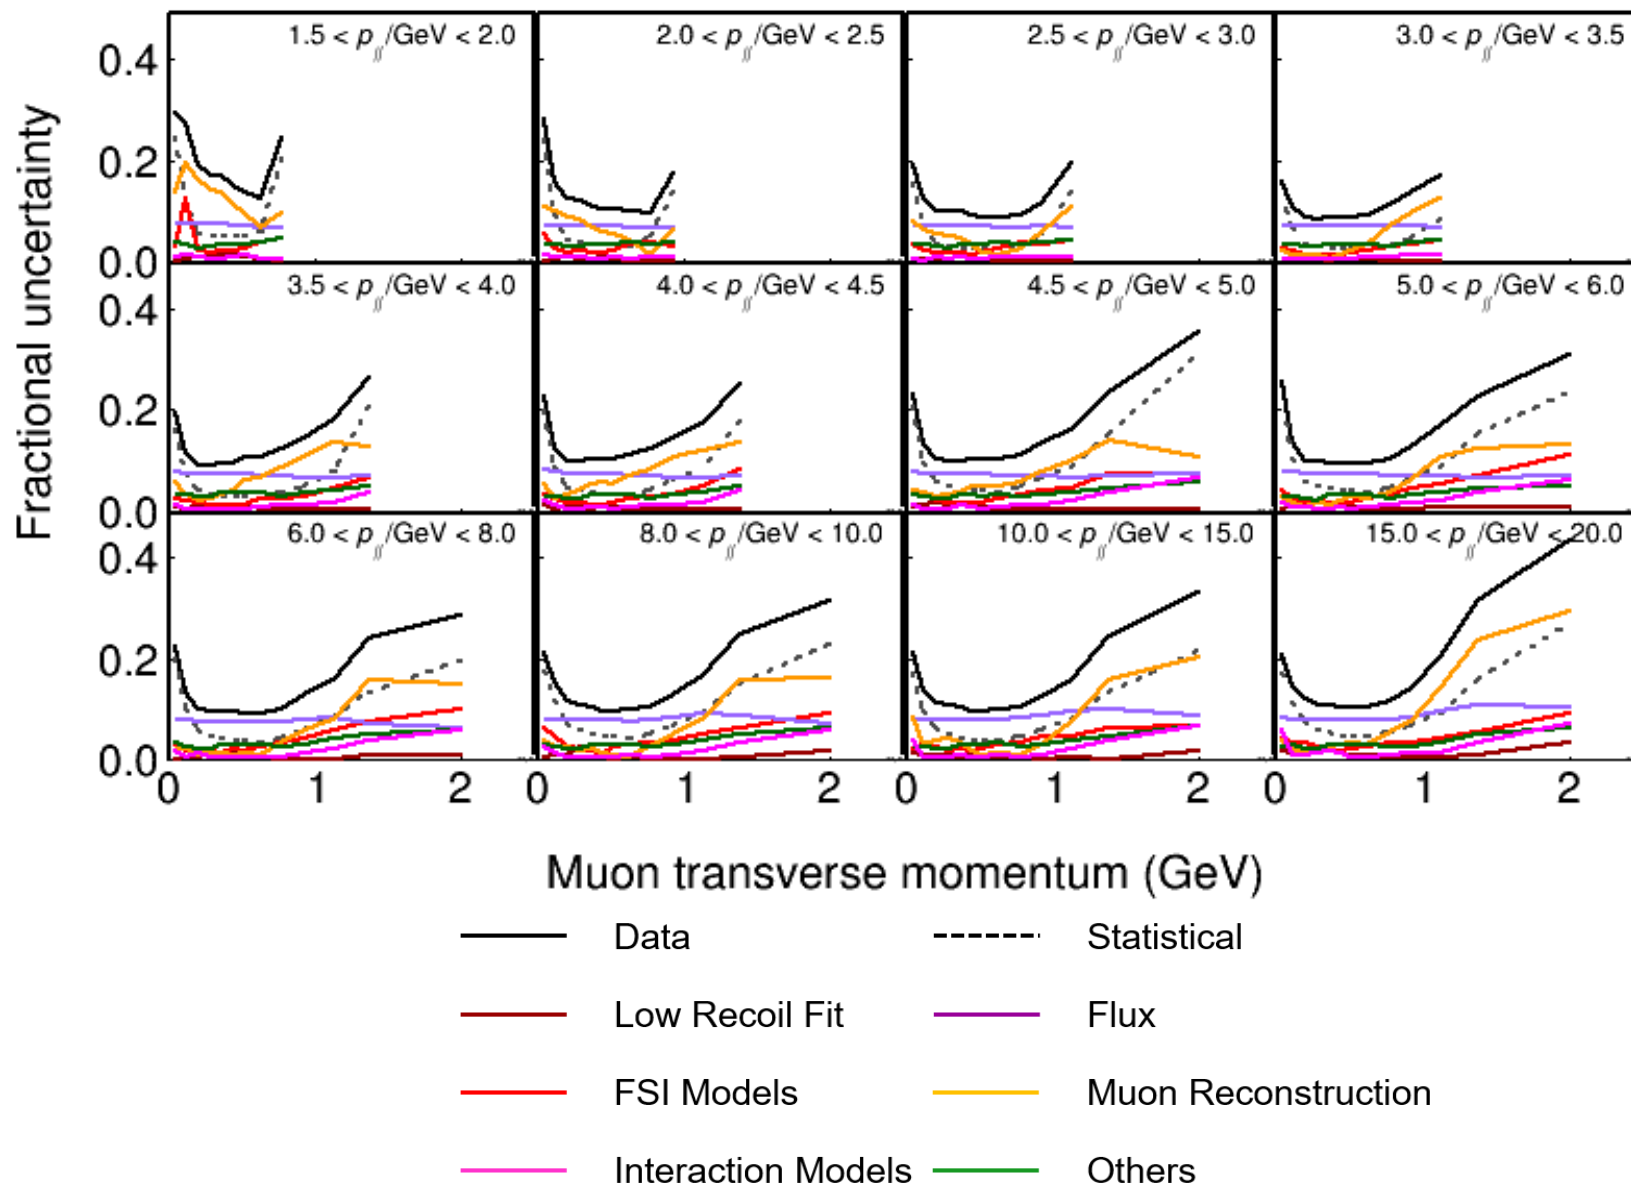 1.5 < p∥/GeV < 2.0 2.0 < p∥/GeV < 2.5 2.5 < p∥/GeV < 3.0 3.0 < p∥/GeV < 3.5
0.4
0.2
0.0
3.5 < p∥/GeV < 4.0 4.0 < p∥/GeV < 4.5 4.5 < p∥/GeV < 5.0 5.0 < p∥/GeV < 6.0
0.4
0.2
0.0
6.0 < p∥/GeV < 8.0 8.0 < p∥/GeV < 10.0 10.0 < p∥/GeV < 15.0 15.0 < p∥/GeV < 20.0
0.4
0.2
0.0
Fractional uncertainty
0 1 2 0 1 2 0 1 2 0 1 2
Muon transverse momentum (GeV)
Data Statistical
Low Recoil Fit Flux
FSI Models Muon Reconstruction
Interaction Models Others